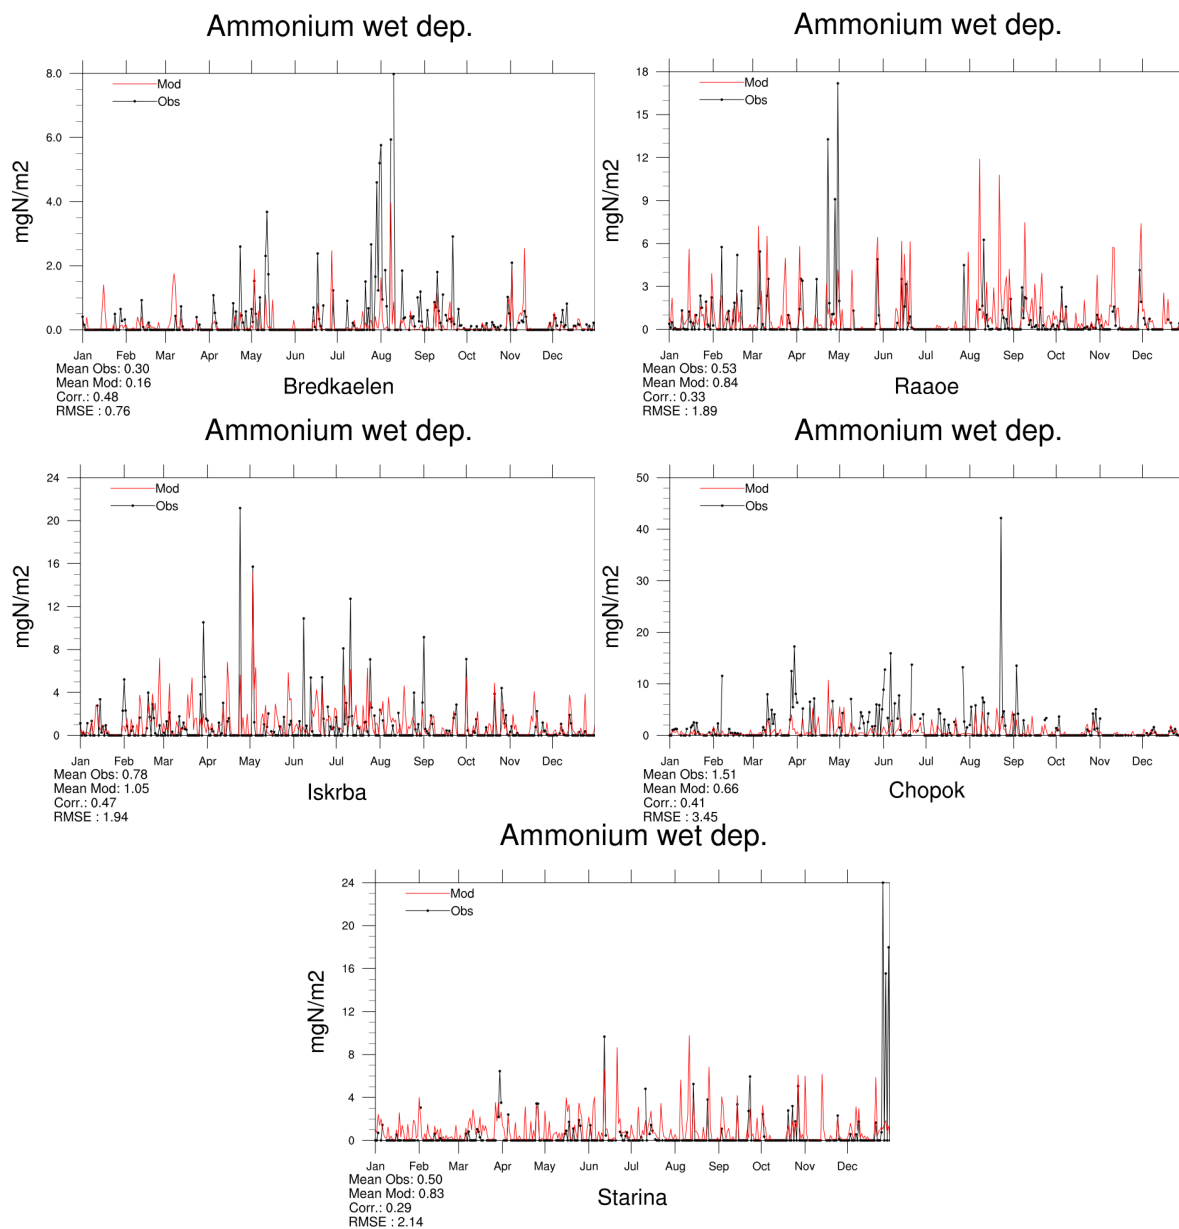 Ammonium wet dep.
mgN/m2
8.0
6.0
4.0
2.0
0.0
Mod
Obs
Jan Feb Mar Apr May Jun Jul Aug Sep Oct Nov Dec
Mean Obs: 0.30
Mean Mod: 0.16
Corr.: 0.48
RMSE : 0.76
Bredkaelen
Ammonium wet dep.
mgN/m2
18
15
12
9
6
3
0
Mod
Obs
Jan Feb Mar Apr May Jun Jul Aug Sep Oct Nov Dec
Mean Obs: 0.53
Mean Mod: 0.84
Corr.: 0.33
RMSE : 1.89
Raaoe
Ammonium wet dep.
mgN/m2
24
20
16
12
8
4
0
Mod
Obs
Jan Feb Mar Apr May Jun Jul Aug Sep Oct Nov Dec
Mean Obs: 0.78
Mean Mod: 1.05
Corr.: 0.47
RMSE : 1.94
Iskrba
Ammonium wet dep.
mgN/m2
50
40
30
20
10
0
Mod
Obs
Jan Feb Mar Apr May Jun Jul Aug Sep Oct Nov Dec
Mean Obs: 1.51
Mean Mod: 0.66
Corr.: 0.41
RMSE : 3.45
Chopok
Ammonium wet dep.
mgN/m2
24
20
16
12
8
4
0
Mod
Obs
Jan Feb Mar Apr May Jun Jul Aug Sep Oct Nov Dec
Mean Obs: 0.50
Mean Mod: 0.83
Corr.: 0.29
RMSE : 2.14
Starina